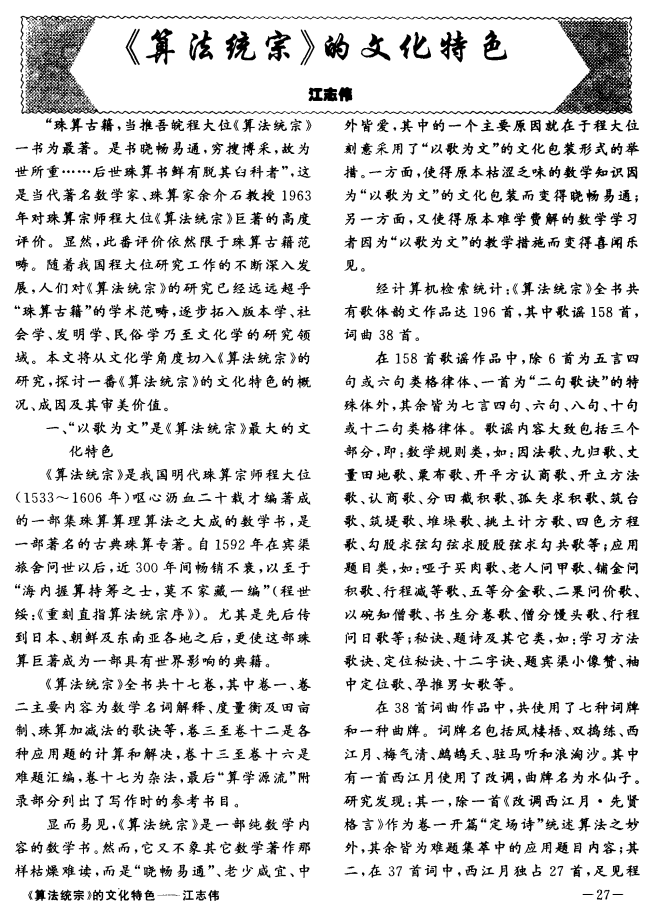 《算法统宗》的文化特色
江志伟
“珠算古籍,当推吾皖程大位《算法统宗》
一书为最著。是书晓畅易通,穷搜博采,故为
世所重……后世珠算书鲜有脱其臼科者”,这
是当代著名数学家、珠算家余介石教授1963
年对珠算宗师程大位《算法统宗》巨著的高度
评价。显然,此番评价依然限于珠算古籍范
畴。随着我国程大位研究工作的不断深入发
展,人们对《算法统宗》的研究已经远远超乎
“珠算古籍”的学术范畴,逐步拓入版本学、社
会学、发明学、民俗学乃至文化学的研究领
域。本文将从文化学角度切入《算法统宗》的
研究,探讨一番《算法统宗》的文化特色的概
况、成因及其审美价值。
一、“以歌为文”是《算法统宗》最大的文
化特色
《算法统宗》是我国明代珠算宗师程大位
(1533～1606年)呕心沥血二十载才编著成
的一部集珠算算理算法之大成的数学书,是
一部著名的古典珠算专著。自1592年在宾渠
旅舍问世以后,近300年间畅销不衰,以至于
“海内握算持筹之士,莫不家藏一编”(程世
绥:《重刻直指算法统宗序》)。尤其是先后传
到日本、朝鲜及东南亚各地之后,更使这部珠
算巨著成为一部具有世界影响的典籍。
《算法统宗》全书共十七卷,其中卷一、卷
二主要内容为数学名词解释、度量衡及田亩
制、珠算加减法的歌诀等,卷三至卷十二是各
种应用题的计算和解决,卷十三至卷十六是
难题汇编,卷十七为杂法,最后“算学源流”附
录部分列出了写作时的参考书目。
显而易见,《算法统宗》是一部纯数学内
容的数学书。然而,它又不象其它数学著作那
样枯燥难读,而是“晓畅易通”、老少咸宜、中
外皆爱,其中的一个主要原因就在于程大位
刻意采用了“以歌为文”的文化包装形式的举
措。一方面,使得原本枯涩乏味的数学知识因
为“以歌为文”的文化包装而变得晓畅易通;
另一方面,又使得原本难学费解的数学学习
者因为“以歌为文”的教学措施而变得喜闻乐
见。
经计算机检索统计:《算法统宗》全书共
有歌体韵文作品达196首,其中歌谣158首,
词曲38首。
在158首歌谣作品中,除6首为五言四
句或六句类格律体、一首为“二句歌诀”的特
殊体外,其余皆为七言四句、六句、八句、十句
或十二句类格律体。歌谣内容大致包括三个
部分,即:数学规则类,如:因法歌、九归歌、丈
量田地歌、粟布歌、开平方认商歌、开立方法
歌、认商歌、分田截积歌、孤矢求积歌、筑台
歌、筑堤歌、堆垛歌、挑土计方歌、四色方程
歌、勾股求弦勾弦求股股弦求勾共歌等;应用
题目类,如:哑子买肉歌、老人问甲歌、铺金问
积歌、行程减等歌、五等分金歌、二果问价歌、
以碗知僧歌、书生分卷歌、僧分馒头歌、行程
问日歌等;秘诀、题诗及其它类,如:学习方法
歌诀、定位秘诀、十二字诀、题宾渠小像赞、袖
中定位歌、孕推男女歌等。
在38首词曲作品中,共使用了七种词牌
和一种曲牌。词牌名包括凤楼梧、双捣练、西
江月、梅气清、鹧鸪天、驻马听和浪淘沙。其中
有一首西江月使用了改调,曲牌名为水仙子。
研究发现:其一,除一首《改调西江月·先贤
格言》作为卷一开篇“定场诗”统述算法之妙
外,其余皆为难题集萃中的应用题目内容;其
二,在37首词中,西江月独占27首,足见程
《算法统宗》的文化特色——江志伟
—27—